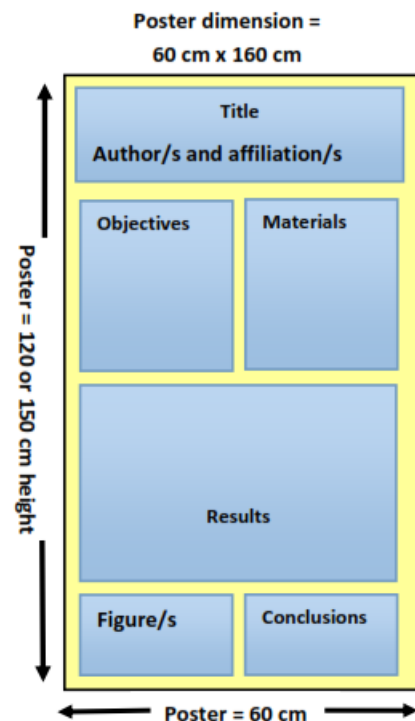 Poster dimension =
60 cm x 160 cm
Title
Author/s and affiliation/s
Objectives
Materials
Poster = 120 or 150 cm height
Results
Figure/s
Conclusions
Poster = 60 cm